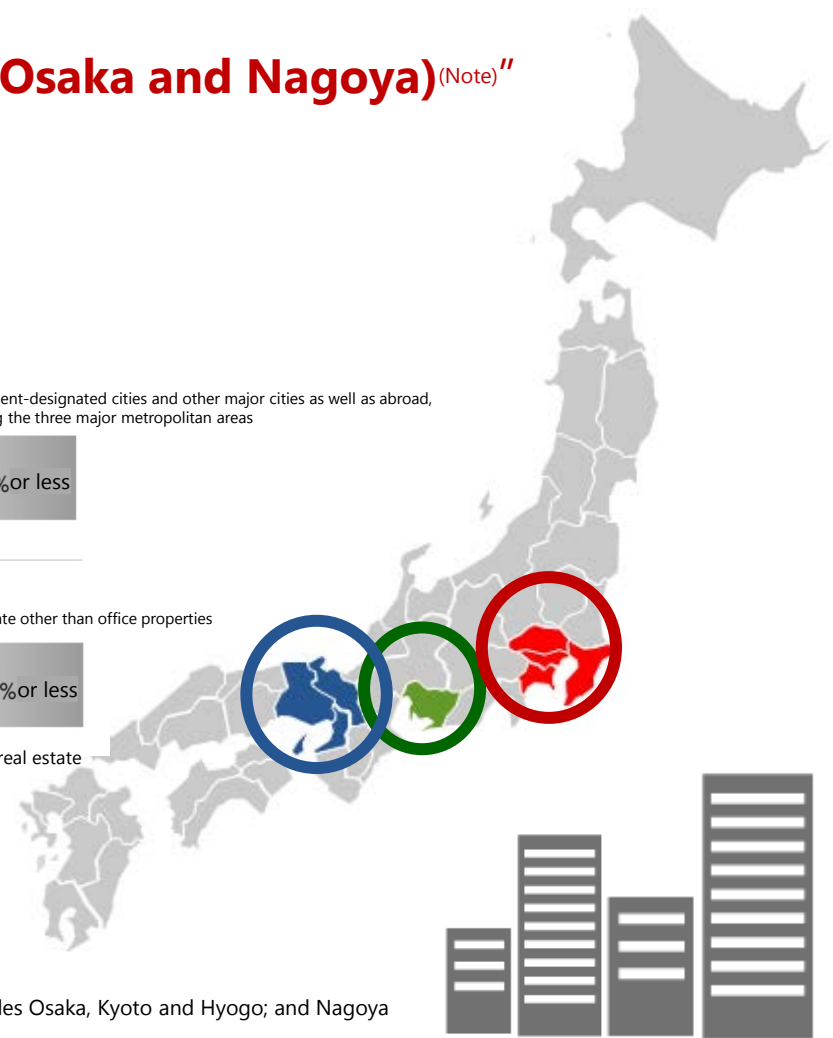 Osaka and Nagoya)(Note)”
ent-designated cities and other major cities as well as abroad,
g the three major metropolitan areas
%or less
ate other than office properties
%or less
real estate
les Osaka, Kyoto and Hyogo; and Nagoya